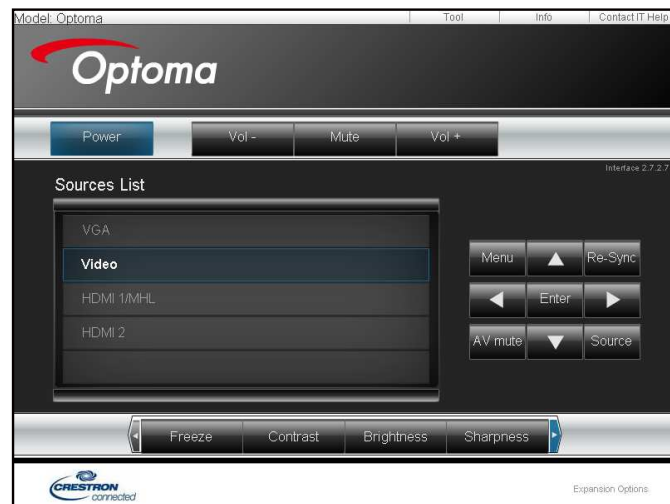 Model: Optoma
Tool
Info
Contact IT Help
Optoma
Power
Vol -
Mute
Vol +
Interface 2.7.2.7
Sources List
VGA
Video
HDMI 1/MHL
HDMI 2
Menu
Re-Sync
Enter
AV mute
Source
Freeze
Contrast
Brightness
Sharpness
CRESTRON
connected
Expansion Options